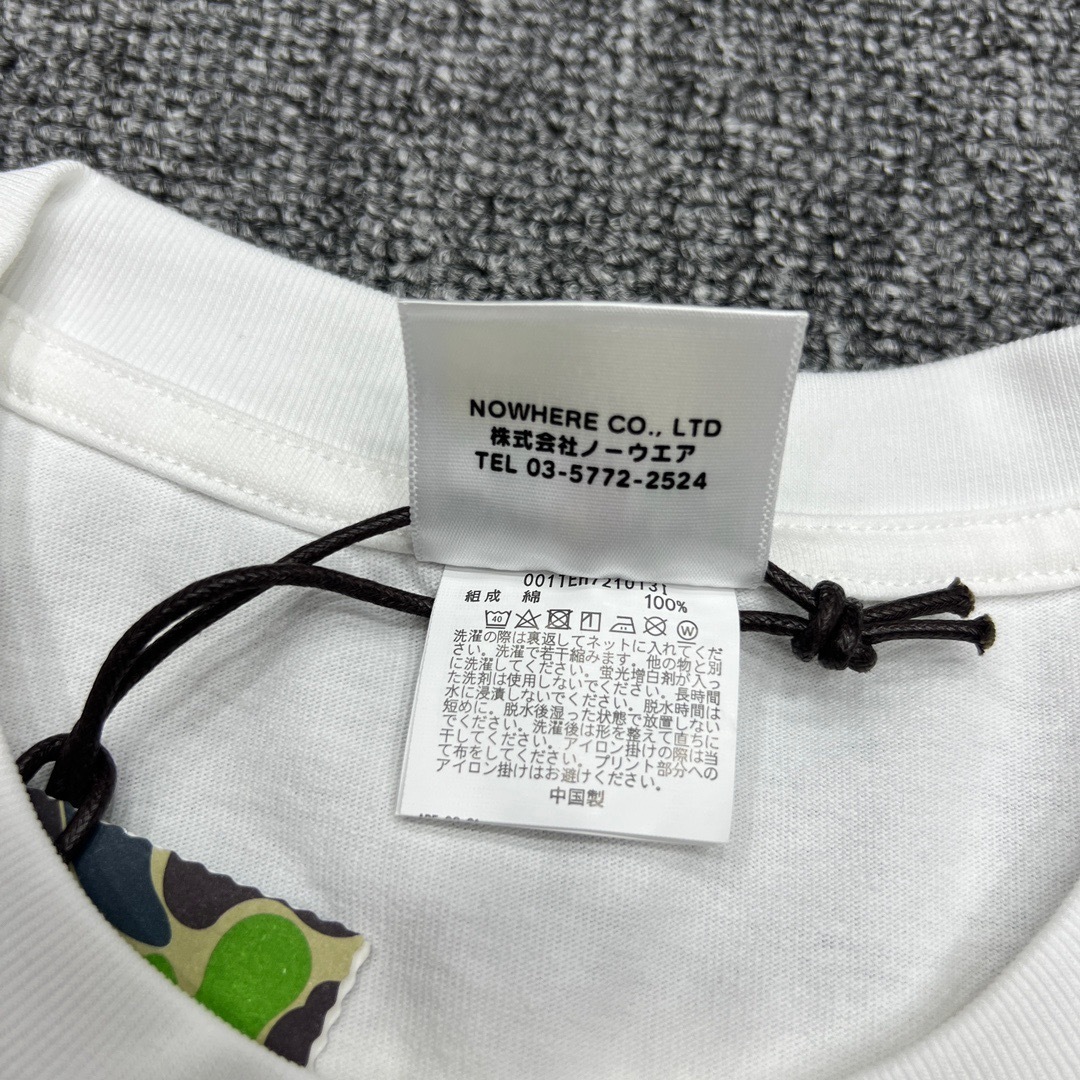 NOWHERE CO., LTD
株式会社ノーウエア
TEL 03-5772-2524
組成 綿 100%
40 W
洗濯の際は裏返してネットに入れてくだ
さい。洗濯で若干縮みます。他の物と別
に洗濯してください。蛍光増白剤が入っ
た洗剤は使用しないでください。長時間
水に浸漬しないでください。脱水時間は
短めに。脱水後湿った状態で放置しない
でください。洗濯後は形を整えて直ちに
干してください。アイロン掛けの際は当
て布をしてください。プリント部分への
アイロン掛けはお避けください。
中国製